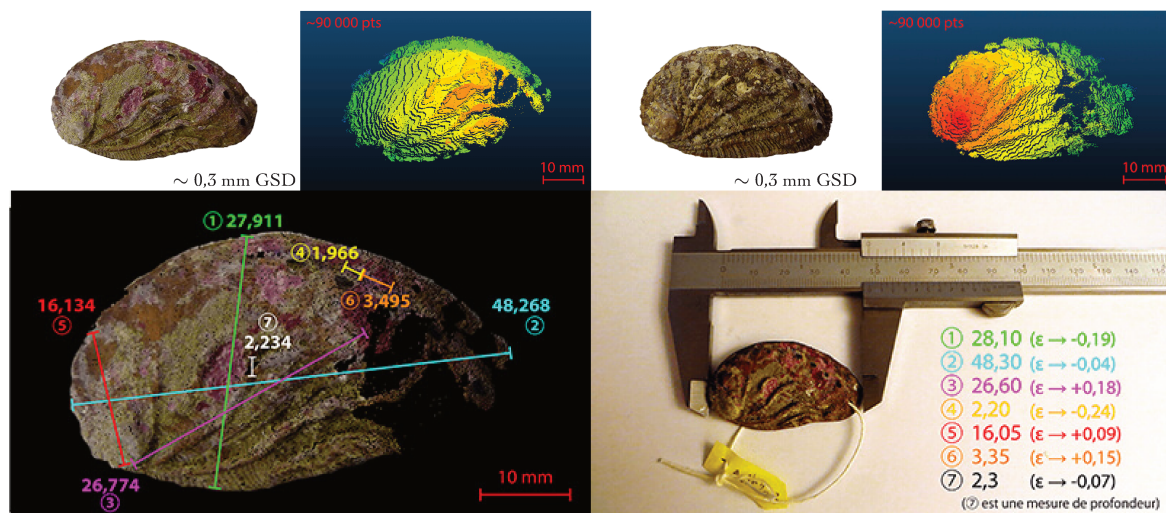 ~90 000 pts
10 mm
~ 0,3 mm GSD
~90 000 pts
10 mm
~ 0,3 mm GSD
① 27,911
④ 1,966
⑥ 3,495
48,268
②
16,134
⑤
⑦
2,234
26,774
③
10 mm
① 28,10 (ε → -0,19)
② 48,30 (ε → -0,04)
③ 26,60 (ε → +0,18)
④ 2,20 (ε → -0,24)
⑤ 16,05 (ε → +0,09)
⑥ 3,35 (ε → +0,15)
⑦ 2,3 (ε → -0,07)
(⑦ est une mesure de profondeur)